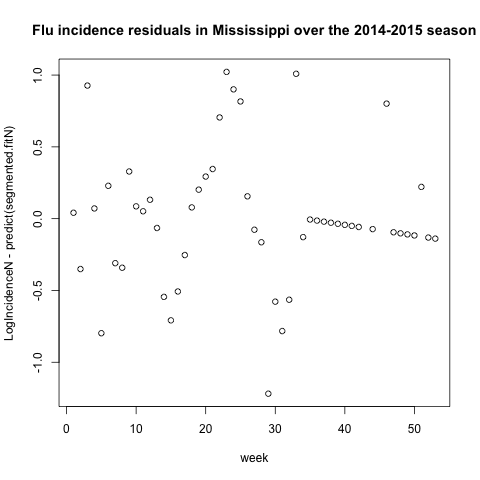 Flu incidence residuals in Mississippi over the 2014-2015 season
LogIncidenceN - predict(segmented.fitN)
1.0
0.5
0.0
-0.5
-1.0
0 10 20 30 40 50
week